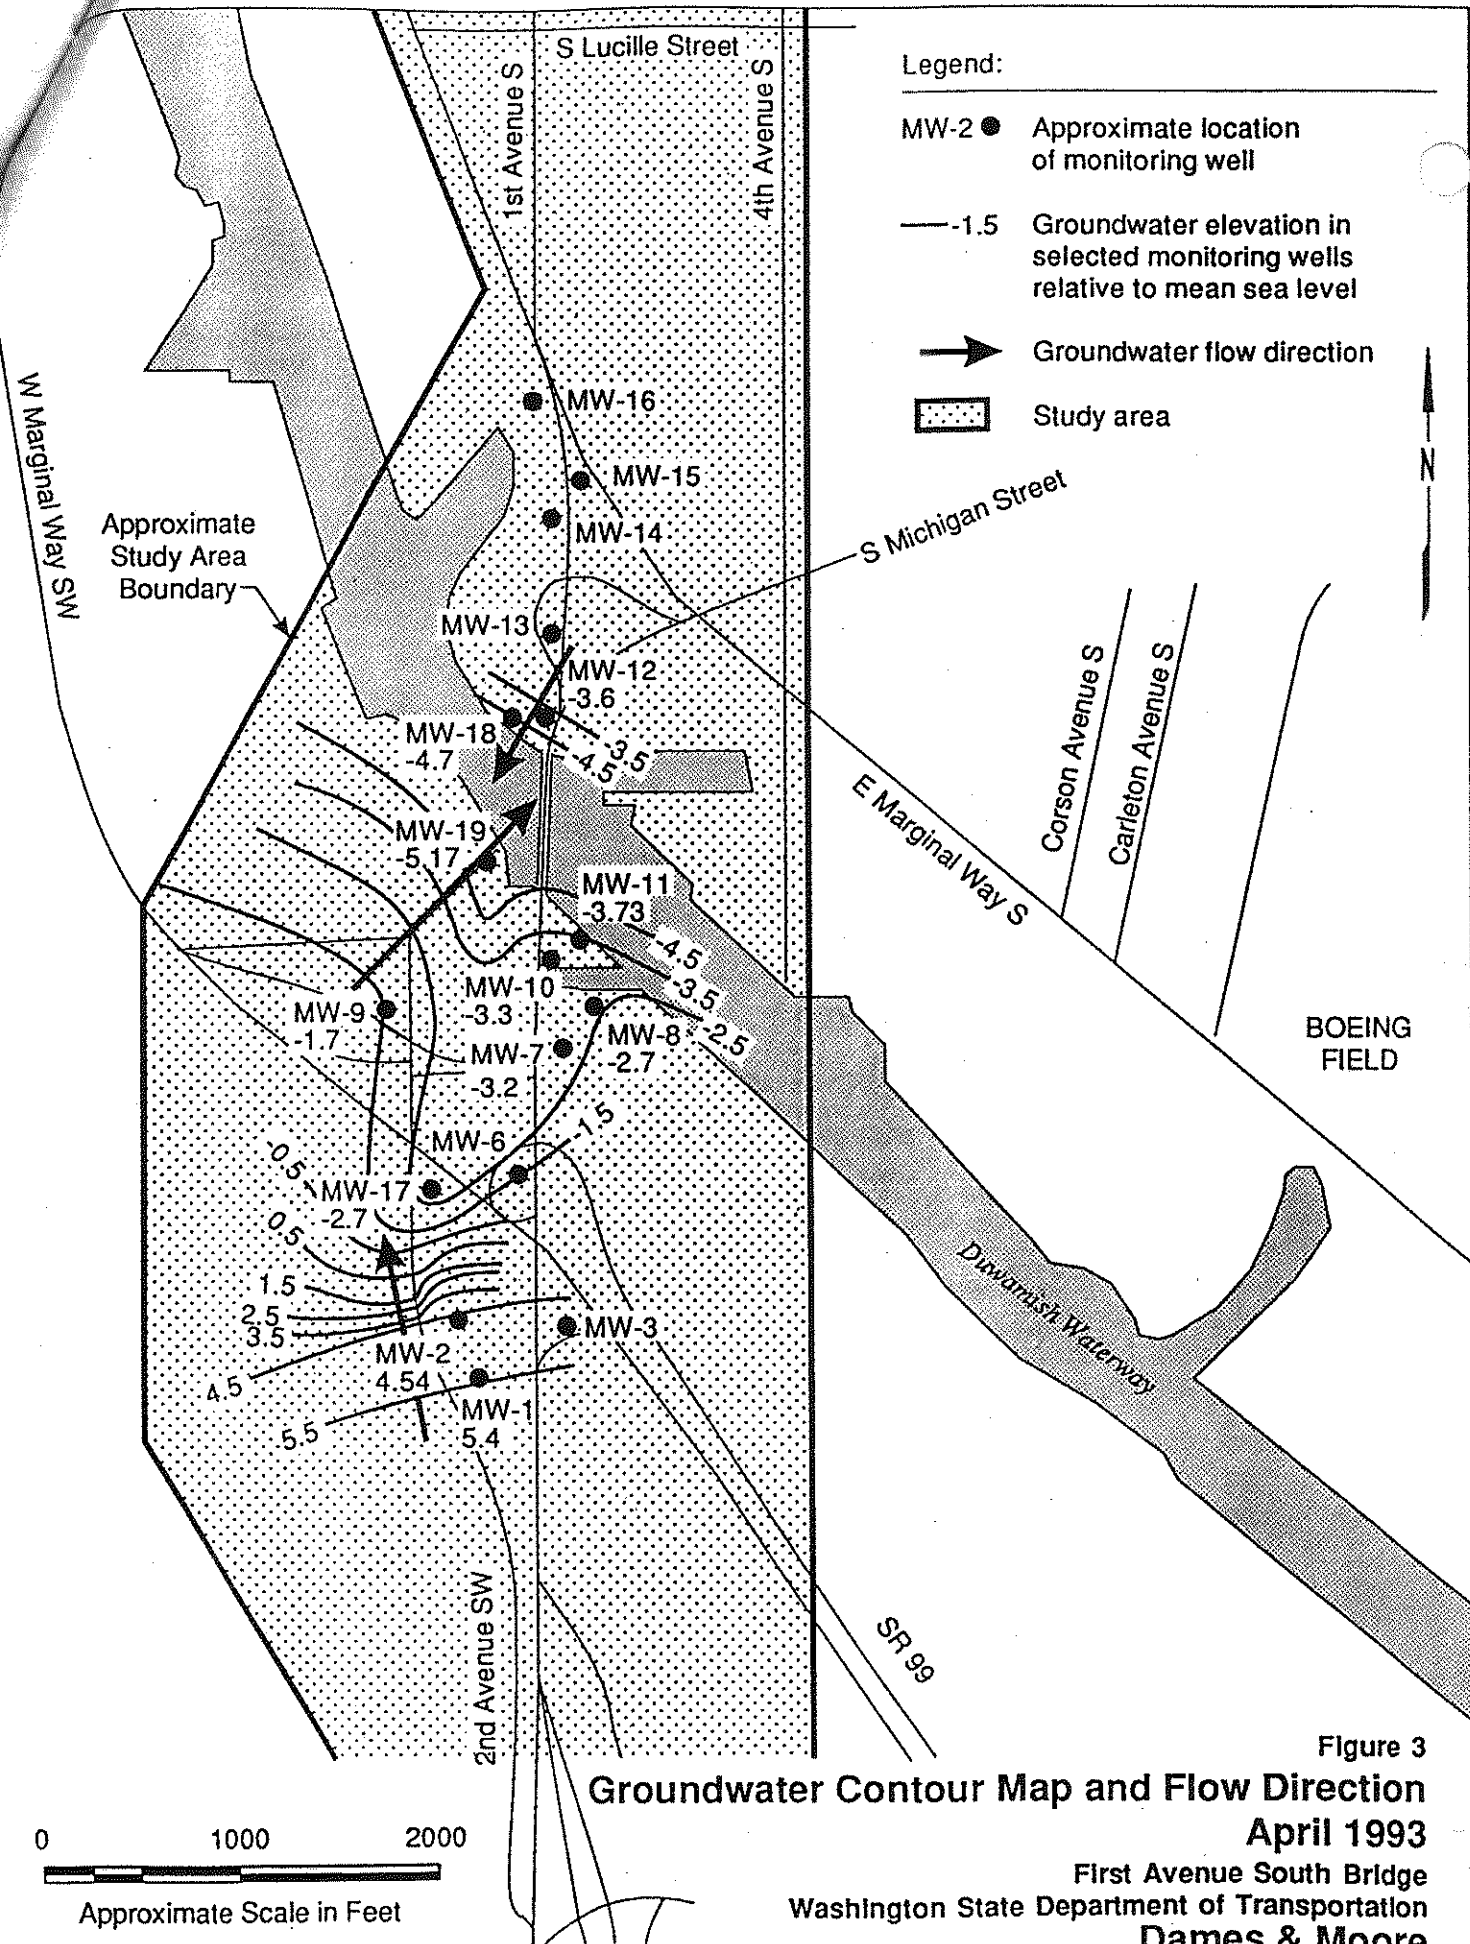 S Lucille Street
1st Avenue S
4th Avenue S
Legend:
MW-2
Approximate location
of monitoring well
-1.5
Groundwater elevation in
selected monitoring wells
relative to mean sea level
Groundwater flow direction
Study area
N
W Marginal Way SW
Approximate
Study Area
Boundary
MW-16
MW-15
MW-14
S Michigan Street
MW-13
MW-12
-3.6
MW-18
-4.7
-3.5
-4.5
MW-19
-5.17
MW-11
-3.73
-4.5
-3.5
-2.5
MW-10
-3.3
MW-9
-1.7
MW-8
-2.7
MW-7
-3.2
MW-6
-1.5
-0.5
MW-17
-2.7
0.5
1.5
2.5
3.5
4.5
5.5
MW-2
4.54
MW-3
MW-1
5.4
E Marginal Way S
Corson Avenue S
Carleton Avenue S
BOEING
FIELD
Duwamish Waterway
2nd Avenue SW
SR 99
Figure 3
Groundwater Contour Map and Flow Direction
April 1993
First Avenue South Bridge
Washington State Department of Transportation
Dames & Moore
0 1000 2000
Approximate Scale in Feet